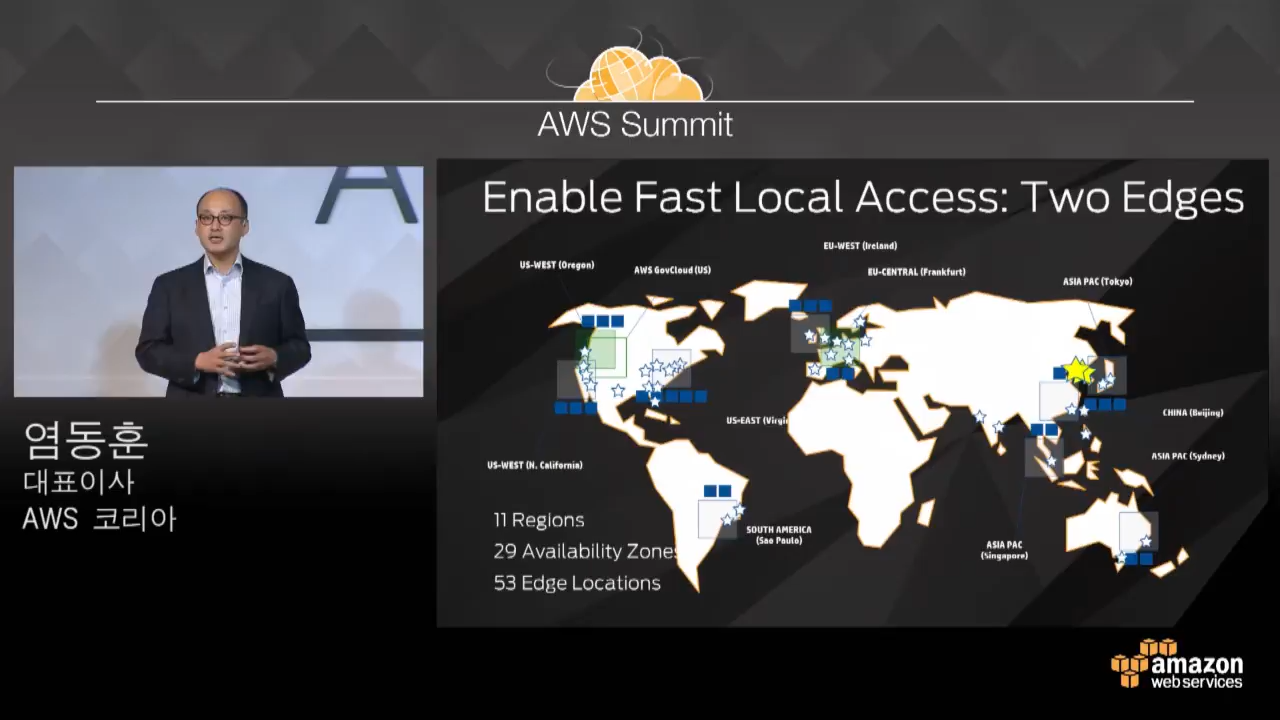 AWS Summit
A
염동훈
대표이사
AWS 코리아
Enable Fast Local Access: Two Edges
EU-WEST (Ireland)
US-WEST (Oregon)
AWS GovCloud (US)
EU-CENTRAL (Frankfurt)
ASIA PAC (Tokyo)
US-EAST (Virgi
CHINA (Beijing)
ASIA PAC (Sydney)
US-WEST (N. California)
SOUTH AMERICA
(Sao Paulo)
ASIA PAC
(Singapore)
11 Regions
29 Availability Zones
53 Edge Locations
amazon
web services